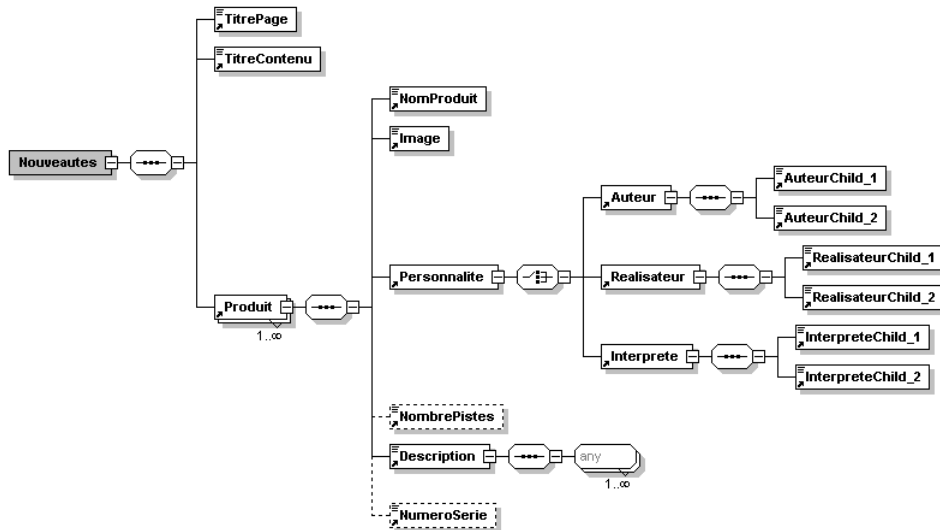 TitrePage
TitreContenu
NomProduit
Image
Nouveautes
AuteurChild_1
Auteur
AuteurChild_2
RealisateurChild_1
Personnalite
Realisateur
RealisateurChild_2
Produit
1..∞
InterpreteChild_1
Interprete
InterpreteChild_2
NombrePistes
Description
any
1..∞
NumeroSerie